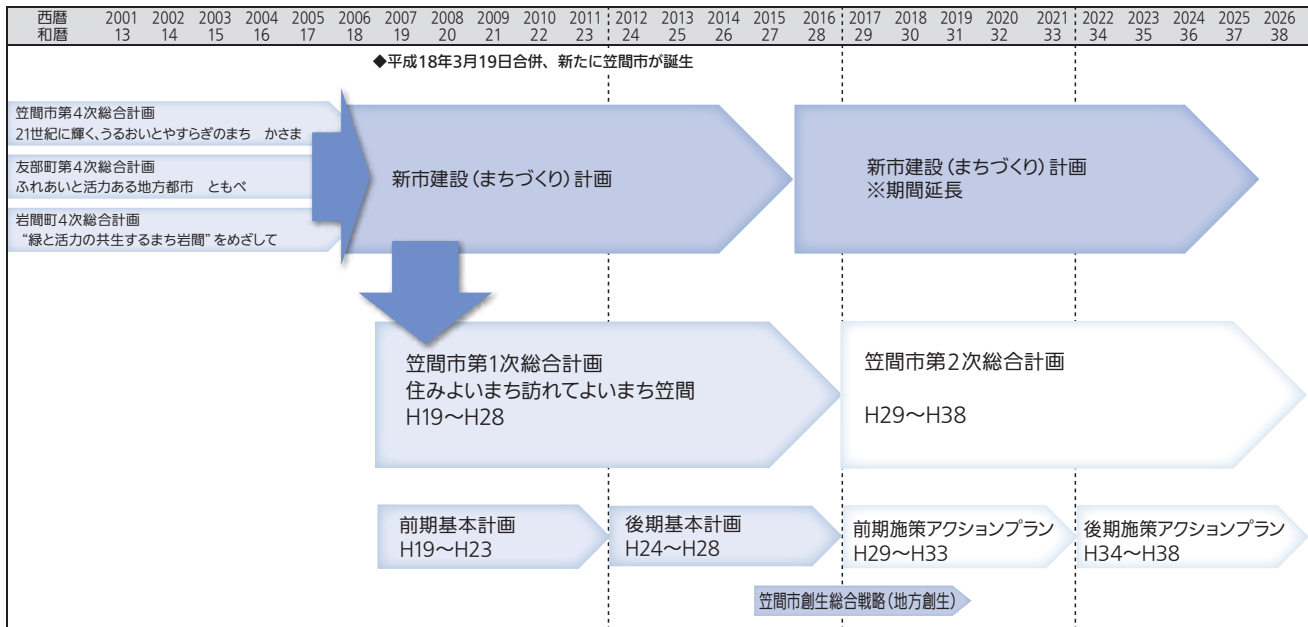 西暦 2001 2002 2003 2004 2005 2006 2007 2008 2009 2010 2011 2012 2013 2014 2015 2016 2017 2018 2019 2020 2021 2022 2023 2024 2025 2026
和暦 13 14 15 16 17 18 19 20 21 22 23 24 25 26 27 28 29 30 31 32 33 34 35 36 37 38
◆平成18年3月19日合併、新たに笠間市が誕生
笠間市第4次総合計画
21世紀に輝く、うるおいとやすらぎのまち かさま
友部町第4次総合計画
ふれあいと活力ある地方都市 ともべ
岩間町4次総合計画
“緑と活力の共生するまち岩間”をめざして
新市建設（まちづくり）計画
新市建設（まちづくり）計画
※期間延長
笠間市第1次総合計画
住みよいまち訪れてよいまち笠間
H19～H28
笠間市第2次総合計画
H29～H38
前期基本計画
H19～H23
後期基本計画
H24～H28
前期施策アクションプラン
H29～H33
後期施策アクションプラン
H34～H38
笠間市創生総合戦略（地方創生）